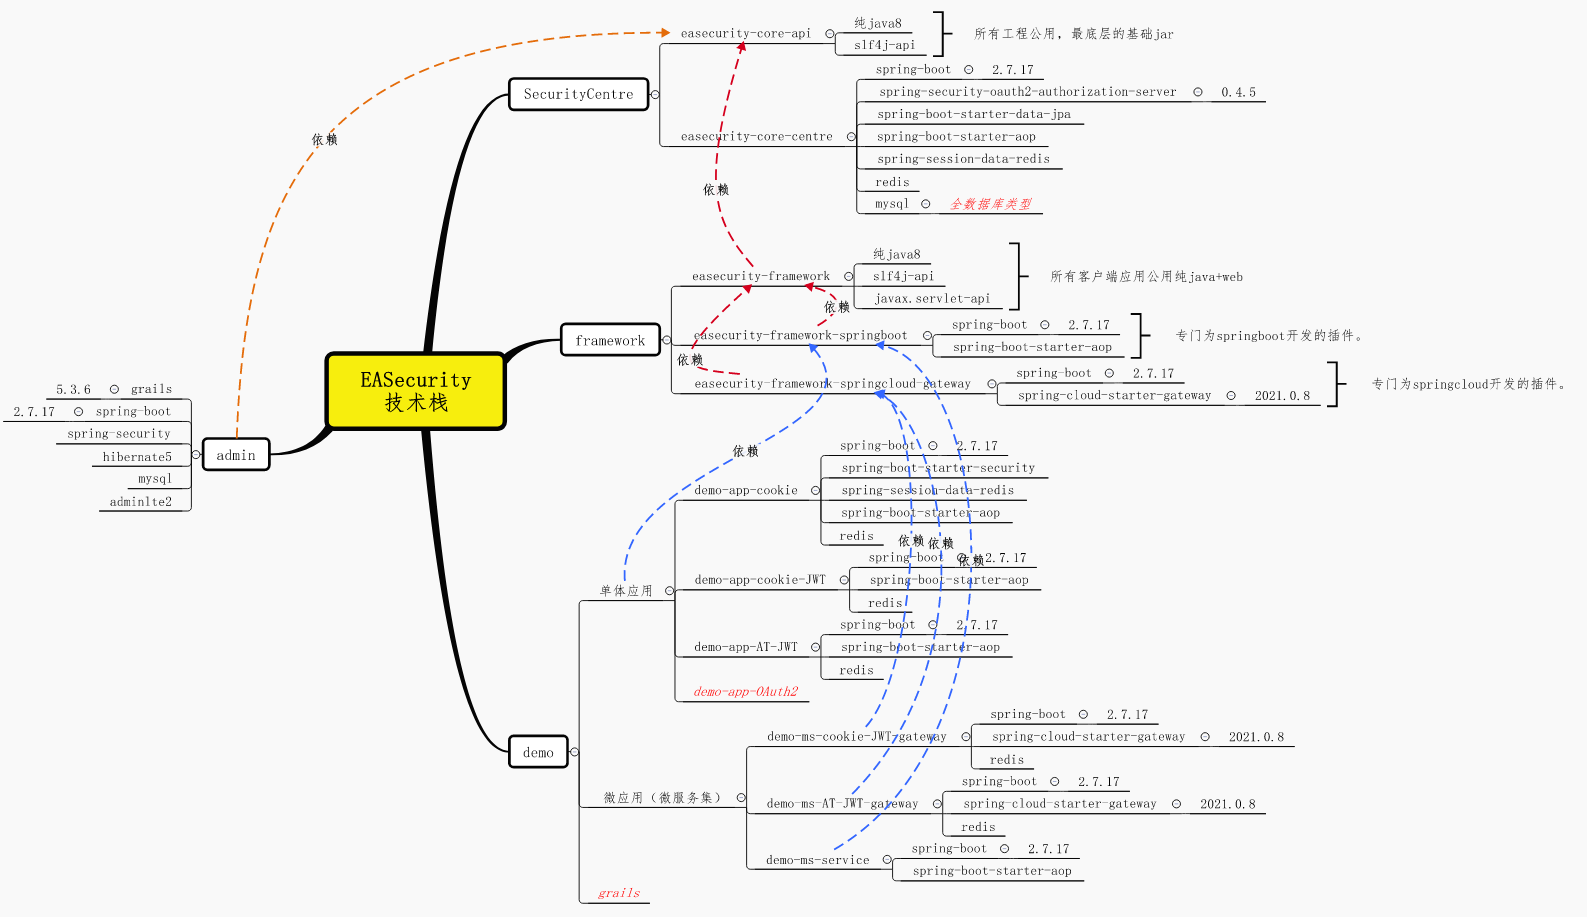 EASecurity
技术栈
SecurityCentre
easecurity-core-api
纯java8
slf4j-api
所有工程公用，最底层的基础jar
easecurity-core-centre
spring-boot 2.7.17
spring-security-oauth2-authorization-server 0.4.5
spring-boot-starter-data-jpa
spring-boot-starter-aop
spring-session-data-redis
redis
mysql 全数据库类型
依赖
依赖
framework
easecurity-framework
纯java8
slf4j-api
javax.servlet-api
所有客户端应用公用纯java+web
依赖
easecurity-framework-springboot
spring-boot 2.7.17
spring-boot-starter-aop
专门为springboot开发的插件。
依赖
easecurity-framework-springcloud-gateway
spring-boot 2.7.17
spring-cloud-starter-gateway 2021.0.8
专门为springcloud开发的插件。
admin
5.3.6 grails
2.7.17 spring-boot
spring-security
hibernate5
mysql
adminlte2
demo
单体应用
依赖
demo-app-cookie
spring-boot 2.7.17
spring-boot-starter-security
spring-session-data-redis
spring-boot-starter-aop
redis
依赖
依赖
依赖
demo-app-cookie-JWT
spring-boot 2.7.17
spring-boot-starter-aop
redis
demo-app-AT-JWT
spring-boot 2.7.17
spring-boot-starter-aop
redis
demo-app-OAuth2
微应用（微服务集）
demo-ms-cookie-JWT-gateway
spring-boot 2.7.17
spring-cloud-starter-gateway 2021.0.8
redis
demo-ms-AT-JWT-gateway
spring-boot 2.7.17
spring-cloud-starter-gateway 2021.0.8
redis
demo-ms-service
spring-boot 2.7.17
spring-boot-starter-aop
grails